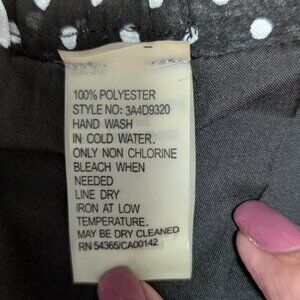 100% POLYESTER
STYLE NO: 3A4D9320
HAND WASH
IN COLD WATER.
ONLY NON CHLORINE
BLEACH WHEN
NEEDED
LINE DRY
IRON AT LOW
TEMPERATURE.
MAY BE DRY CLEANED
RN 54365/CA00142